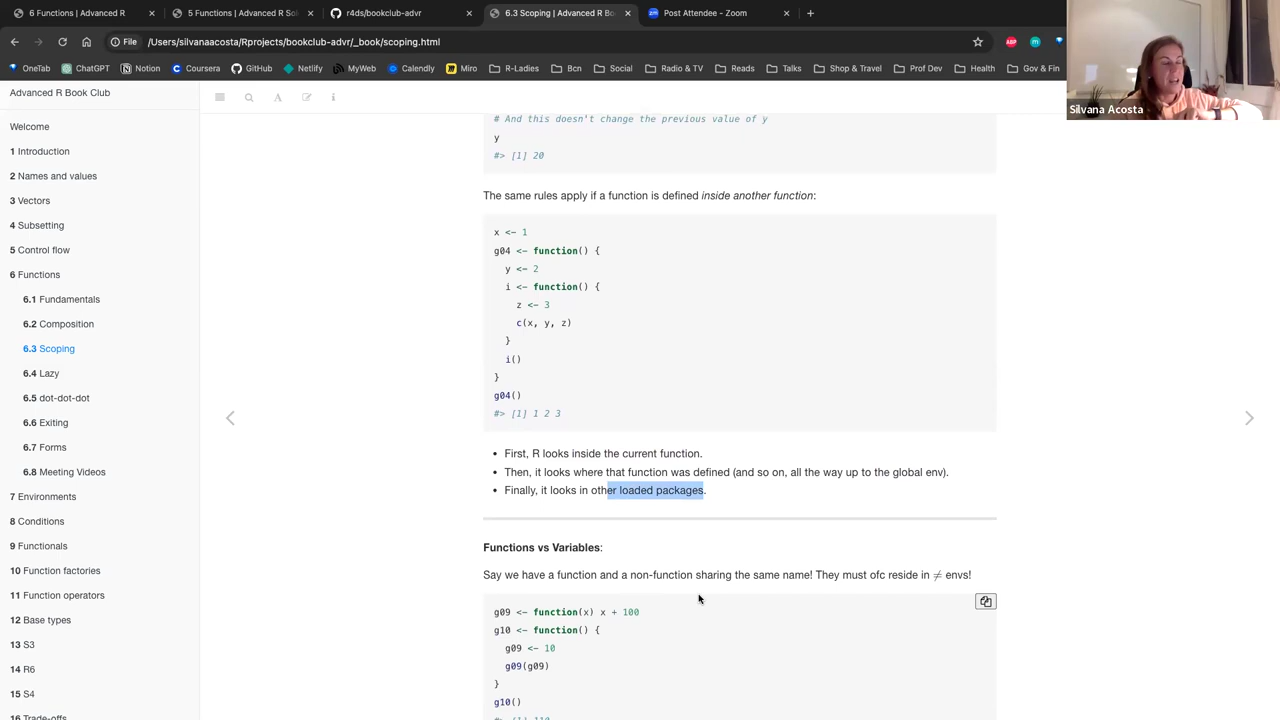 6 Functions | Advanced R
5 Functions | Advanced R Sol
r4ds/bookclub-advr
6.3 Scoping | Advanced R Bo
Post Attendee - Zoom
File
/Users/silvanaacosta/Rprojects/bookclub-advr/_book/scoping.html
ABP
m
OneTab
ChatGPT
Notion
Coursera
GitHub
Netlify
MyWeb
Calendly
Miro
R-Ladies
Bcn
Social
Radio & TV
Reads
Talks
Shop & Travel
Prof Dev
Health
Gov & Fin
Silvana Acosta
Advanced R Book Club
Welcome
1 Introduction
2 Names and values
3 Vectors
4 Subsetting
5 Control flow
6 Functions
6.1 Fundamentals
6.2 Composition
6.3 Scoping
6.4 Lazy
6.5 dot-dot-dot
6.6 Exiting
6.7 Forms
6.8 Meeting Videos
7 Environments
8 Conditions
9 Functionals
10 Function factories
11 Function operators
12 Base types
13 S3
14 R6
15 S4
16 Trade-offs
# And this doesn't change the previous value of y
y
#> [1] 20
The same rules apply if a function is defined inside another function:
x <- 1
g04 <- function() {
y <- 2
i <- function() {
z <- 3
c(x, y, z)
}
i()
}
g04()
#> [1] 1 2 3
• First, R looks inside the current function.
• Then, it looks where that function was defined (and so on, all the way up to the global env).
• Finally, it looks in other loaded packages.
Functions vs Variables:
Say we have a function and a non-function sharing the same name! They must ofc reside in ≠ envs!
g09 <- function(x) x + 100
g10 <- function() {
g09 <- 10
g09(g09)
}
g10()
#> [1] 110